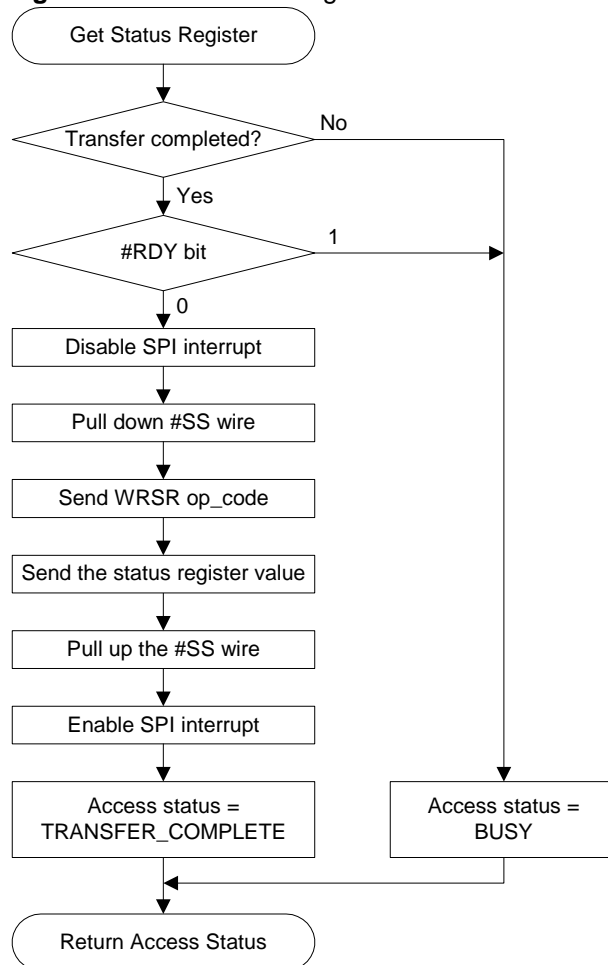 Get Status Register
Transfer completed?
No
Yes
#RDY bit
1
0
Disable SPI interrupt
Pull down #SS wire
Send WRSR op_code
Send the status register value
Pull up the #SS wire
Enable SPI interrupt
Access status =
TRANSFER_COMPLETE
Access status =
BUSY
Return Access Status